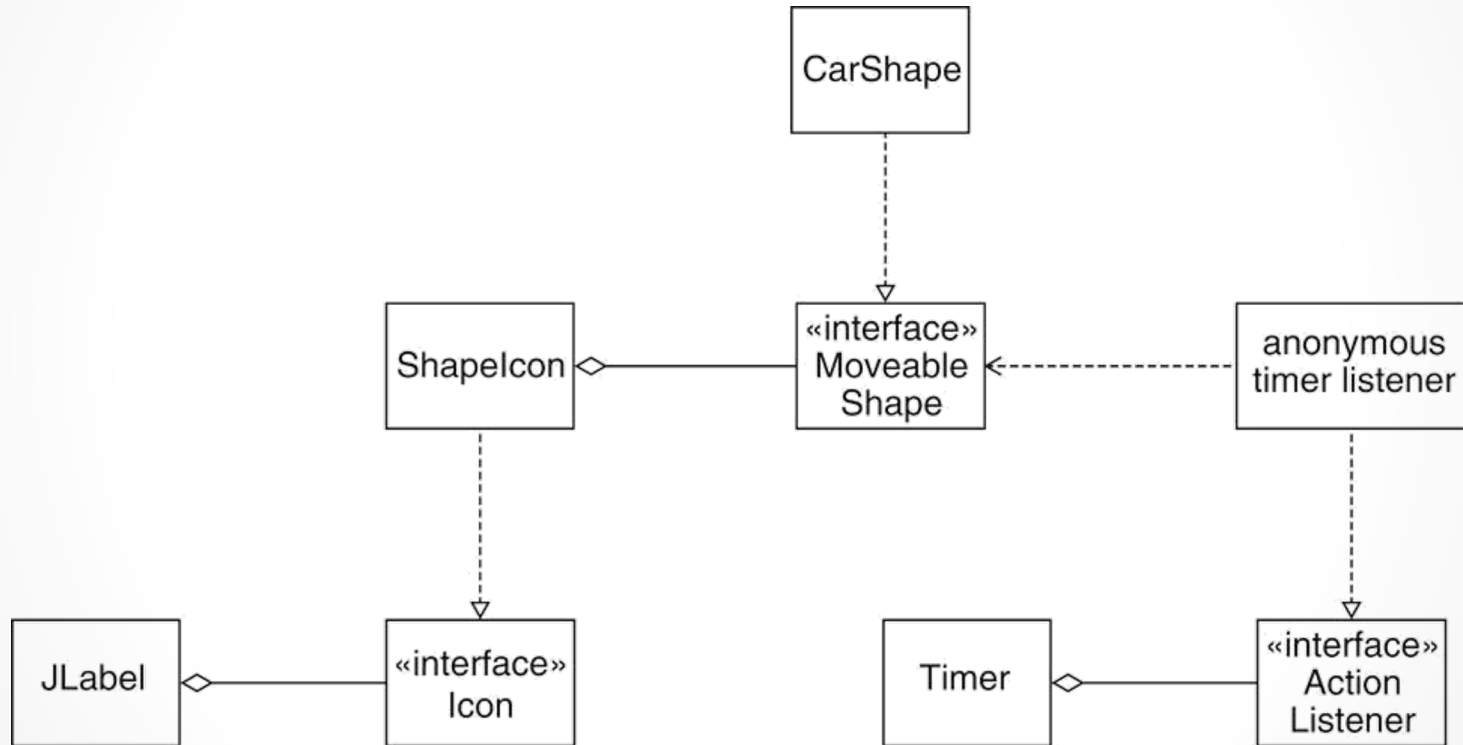 CarShape
ShapeIcon
«interface»
Moveable
Shape
anonymous
timer listener
JLabel
«interface»
Icon
Timer
«interface»
Action
Listener